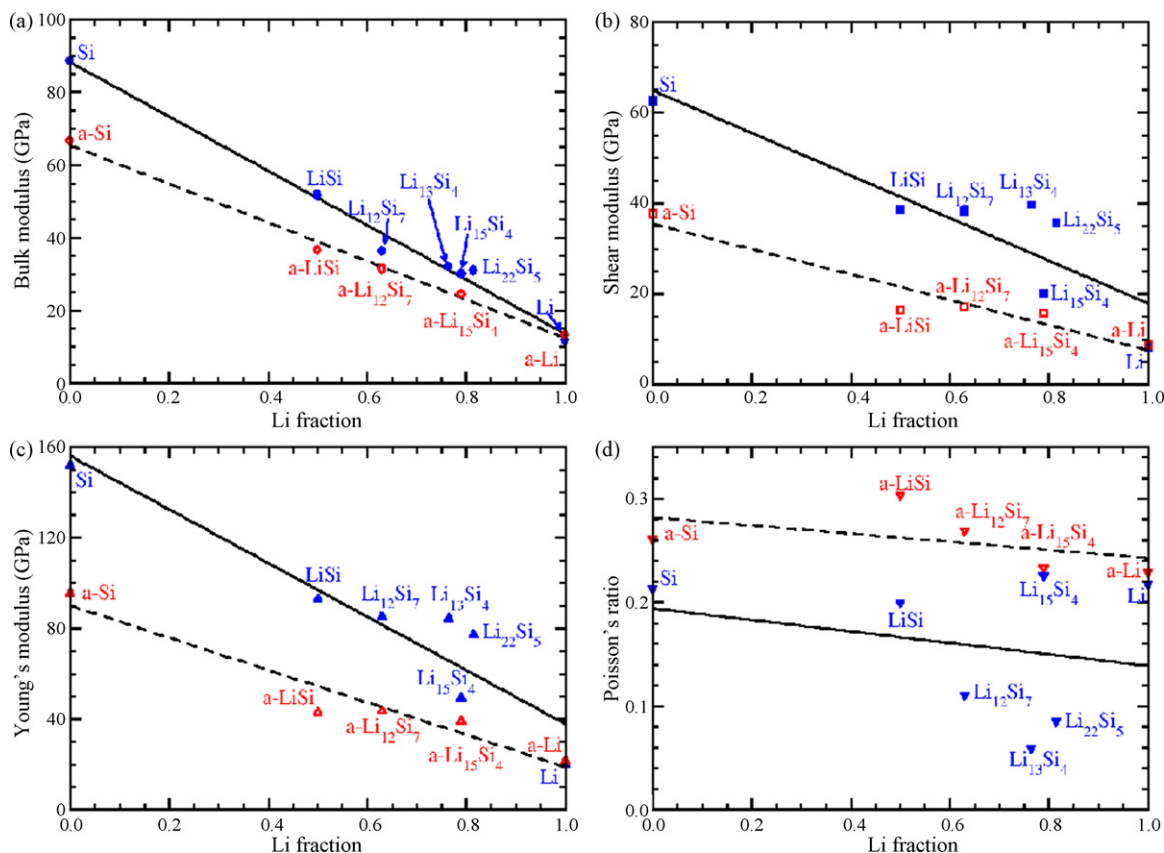 (a)
100
80
60
40
20
0
Bulk modulus (GPa)
Si
a-Si
LiSi
Li₁₃Si₄
Li₁₂Si₇
Li₁₅Si₄
Li₂₂Si₅
a-LiSi
a-Li₁₂Si₇
a-Li₁₅Si₄
Li
a-Li
0.0 0.2 0.4 0.6 0.8 1.0
Li fraction
(b)
80
60
40
20
0
Shear modulus (GPa)
Si
LiSi
Li₁₂Si₇
Li₁₃Si₄
Li₂₂Si₅
a-Si
a-Li₁₂Si₇
Li₁₅Si₄
a-LiSi
a-Li₁₅Si₄
a-Li
Li
0.0 0.2 0.4 0.6 0.8 1.0
Li fraction
(c)
160
120
80
40
0
Young's modulus (GPa)
Si
a-Si
LiSi
Li₁₂Si₇
Li₁₃Si₄
Li₂₂Si₅
Li₁₅Si₄
a-LiSi
a-Li₁₂Si₇
a-Li₁₅Si₄
a-Li
Li
0.0 0.2 0.4 0.6 0.8 1.0
Li fraction
(d)
0.3
0.2
0.1
0.0
Poisson's ratio
a-LiSi
a-Si
a-Li₁₂Si₇
a-Li₁₅Si₄
Si
a-Li
Li₁₅Si₄
Li
LiSi
Li₁₂Si₇
Li₂₂Si₅
Li₁₃Si₄
0.0 0.2 0.4 0.6 0.8 1.0
Li fraction